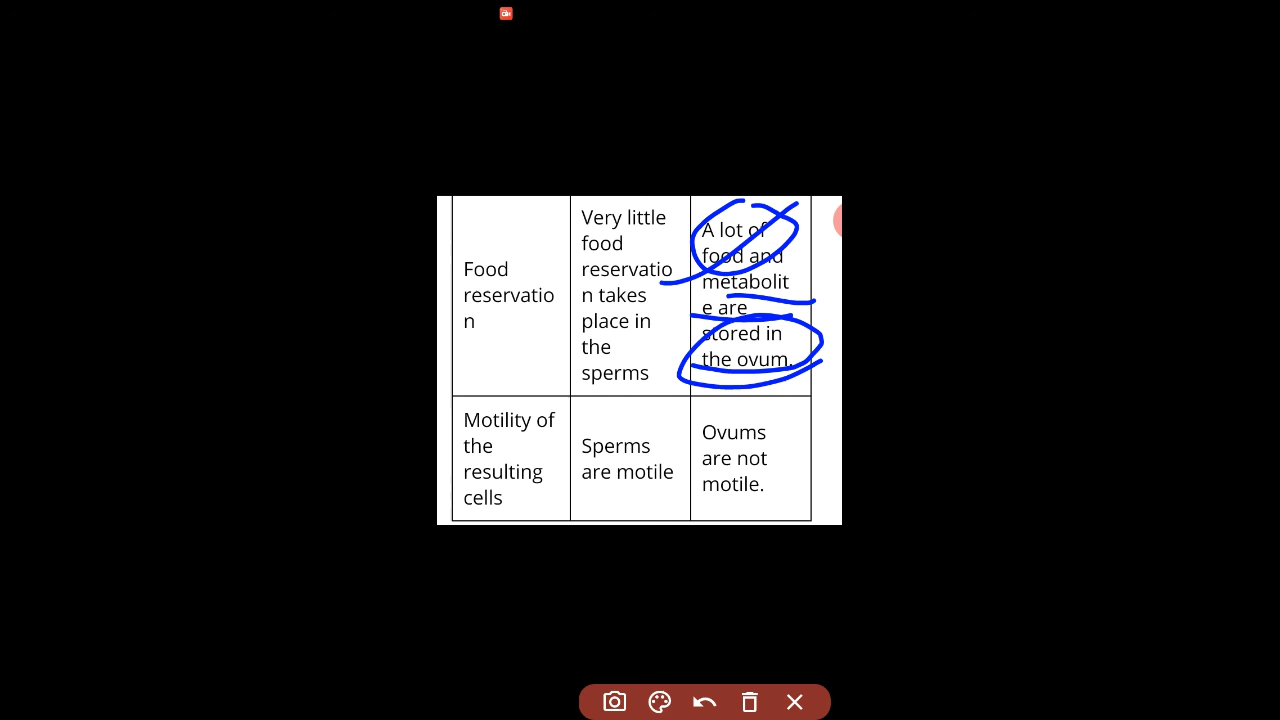 Food
reservatio
n
Very little
food
reservatio
n takes
place in
the
sperms
A lot of
food and
metabolit
e are
stored in
the ovum.
Motility of
the
resulting
cells
Sperms
are motile
Ovums
are not
motile.